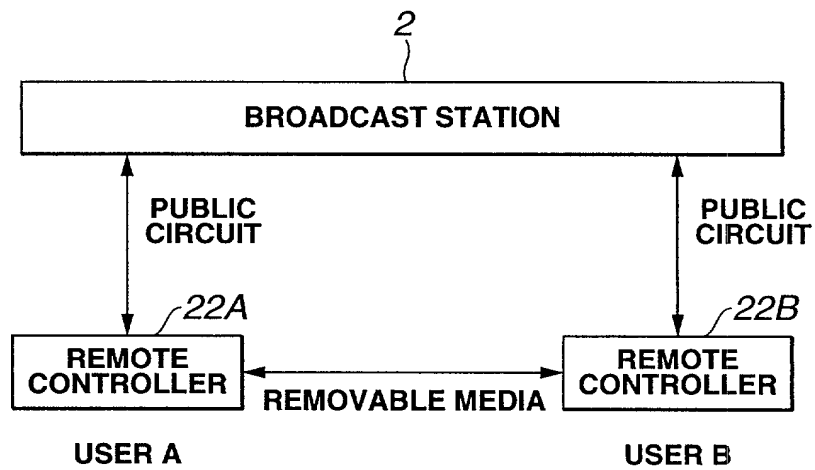 2
BROADCAST STATION
PUBLIC
CIRCUIT
PUBLIC
CIRCUIT
22A
22B
REMOTE
CONTROLLER
REMOTE
CONTROLLER
REMOVABLE MEDIA
USER A
USER B